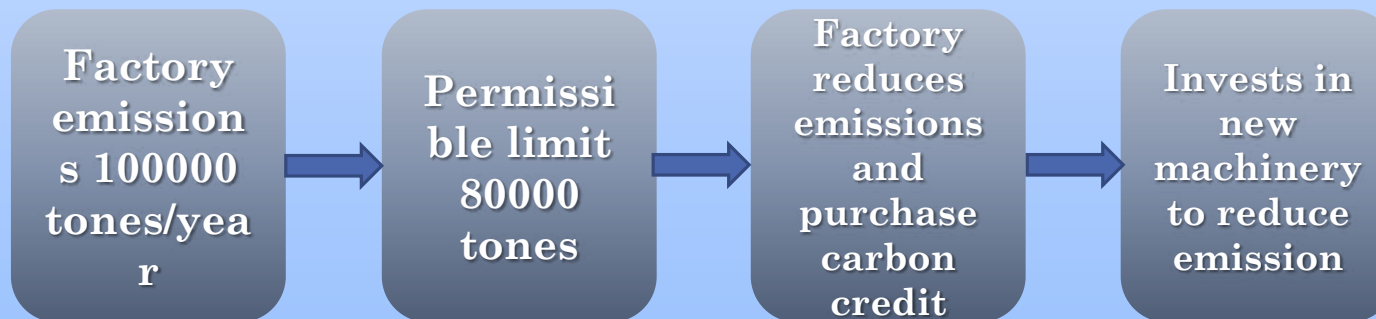 Factory
emission
s 100000
tones/yea
r
Permissi
ble limit
80000
tones
Factory
reduces
emissions
and
purchase
carbon
credit
Invests in
new
machinery
to reduce
emission